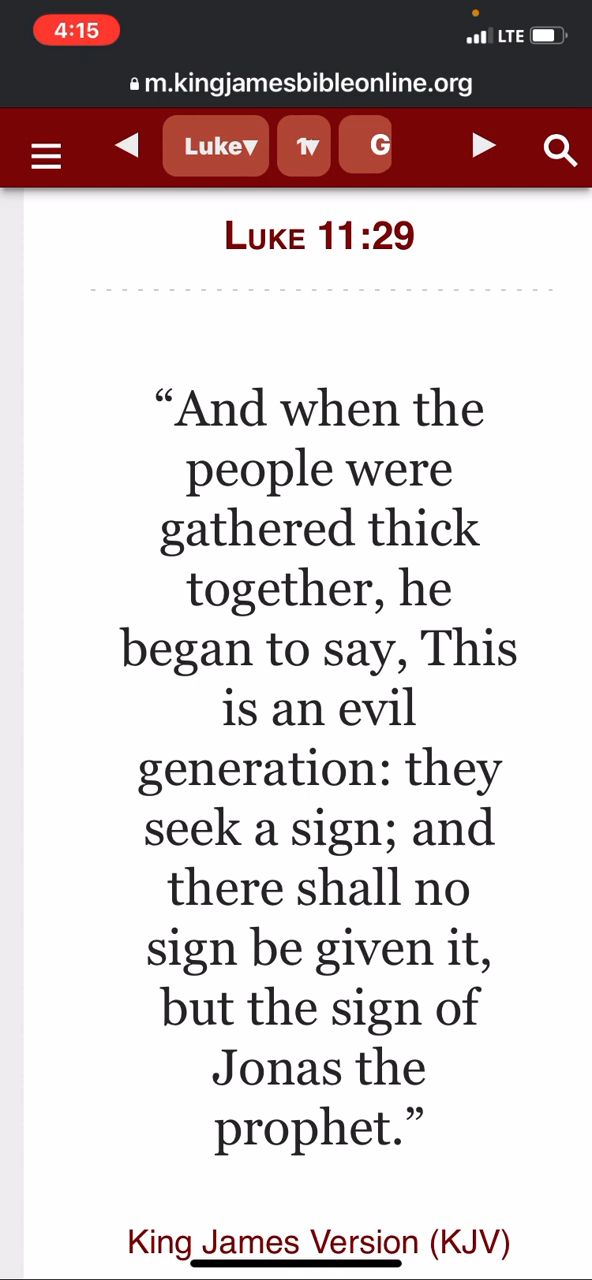 4:15
LTE
m.kingjamesbibleonline.org
Luke▾ 1▾ G
LUKE 11:29
“And when the
people were
gathered thick
together, he
began to say, This
is an evil
generation: they
seek a sign; and
there shall no
sign be given it,
but the sign of
Jonas the
prophet.”
King James Version (KJV)